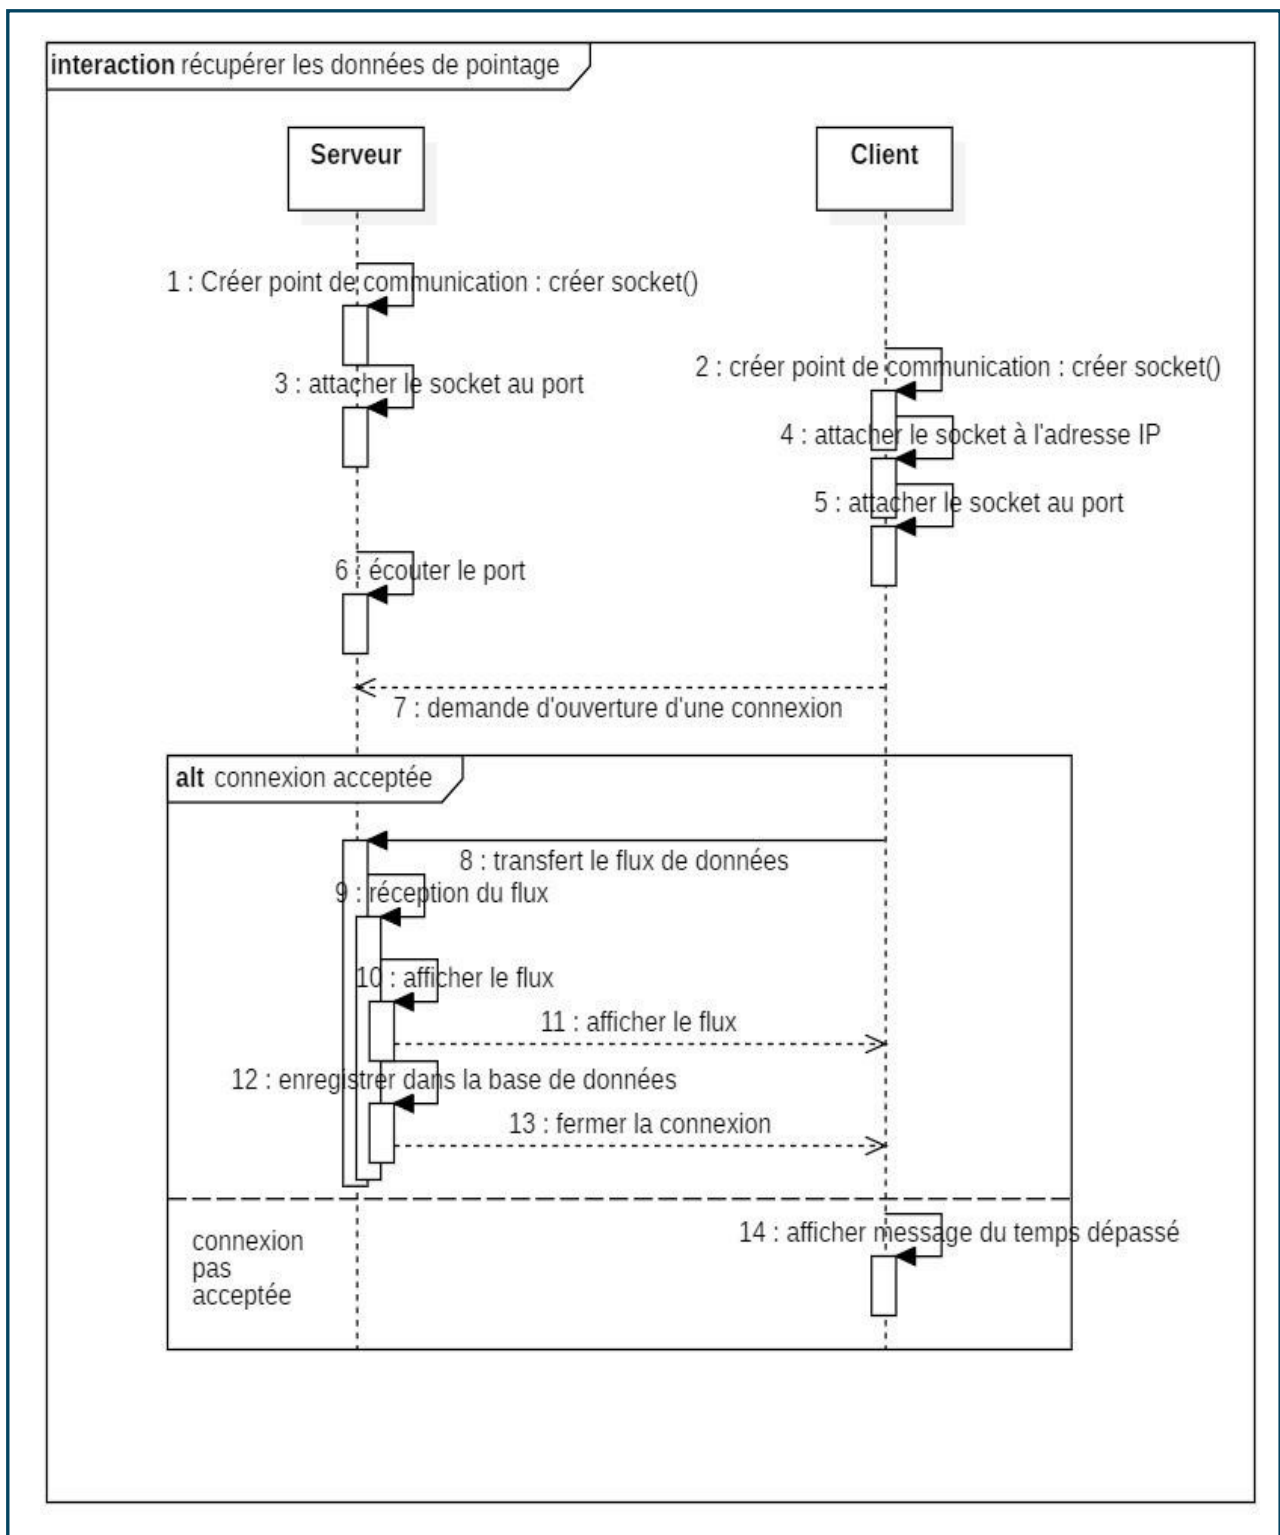 interaction récupérer les données de pointage
Serveur
Client
1 : Créer point de communication : créer socket()
2 : créer point de communication : créer socket()
3 : attacher le socket au port
4 : attacher le socket à l'adresse IP
5 : attacher le socket au port
6 : écouter le port
7 : demande d'ouverture d'une connexion
alt connexion acceptée
8 : transfert le flux de données
9 : réception du flux
10 : afficher le flux
11 : afficher le flux
12 : enregistrer dans la base de données
13 : fermer la connexion
14 : afficher message du temps dépassé
connexion
pas
acceptée